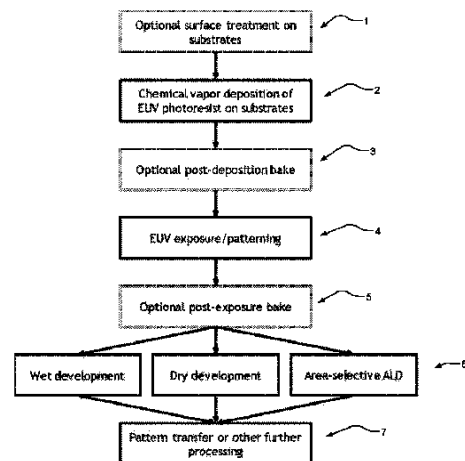 Optional surface treatment on
substrates
1
Chemical vapor deposition of
EUV photoresist on substrates
2
Optional post-deposition bake
3
EUV exposure/patterning
4
Optional post-exposure bake
5
Wet development
Dry development
Area-selective ALD
6
Pattern transfer or other further
processing
7